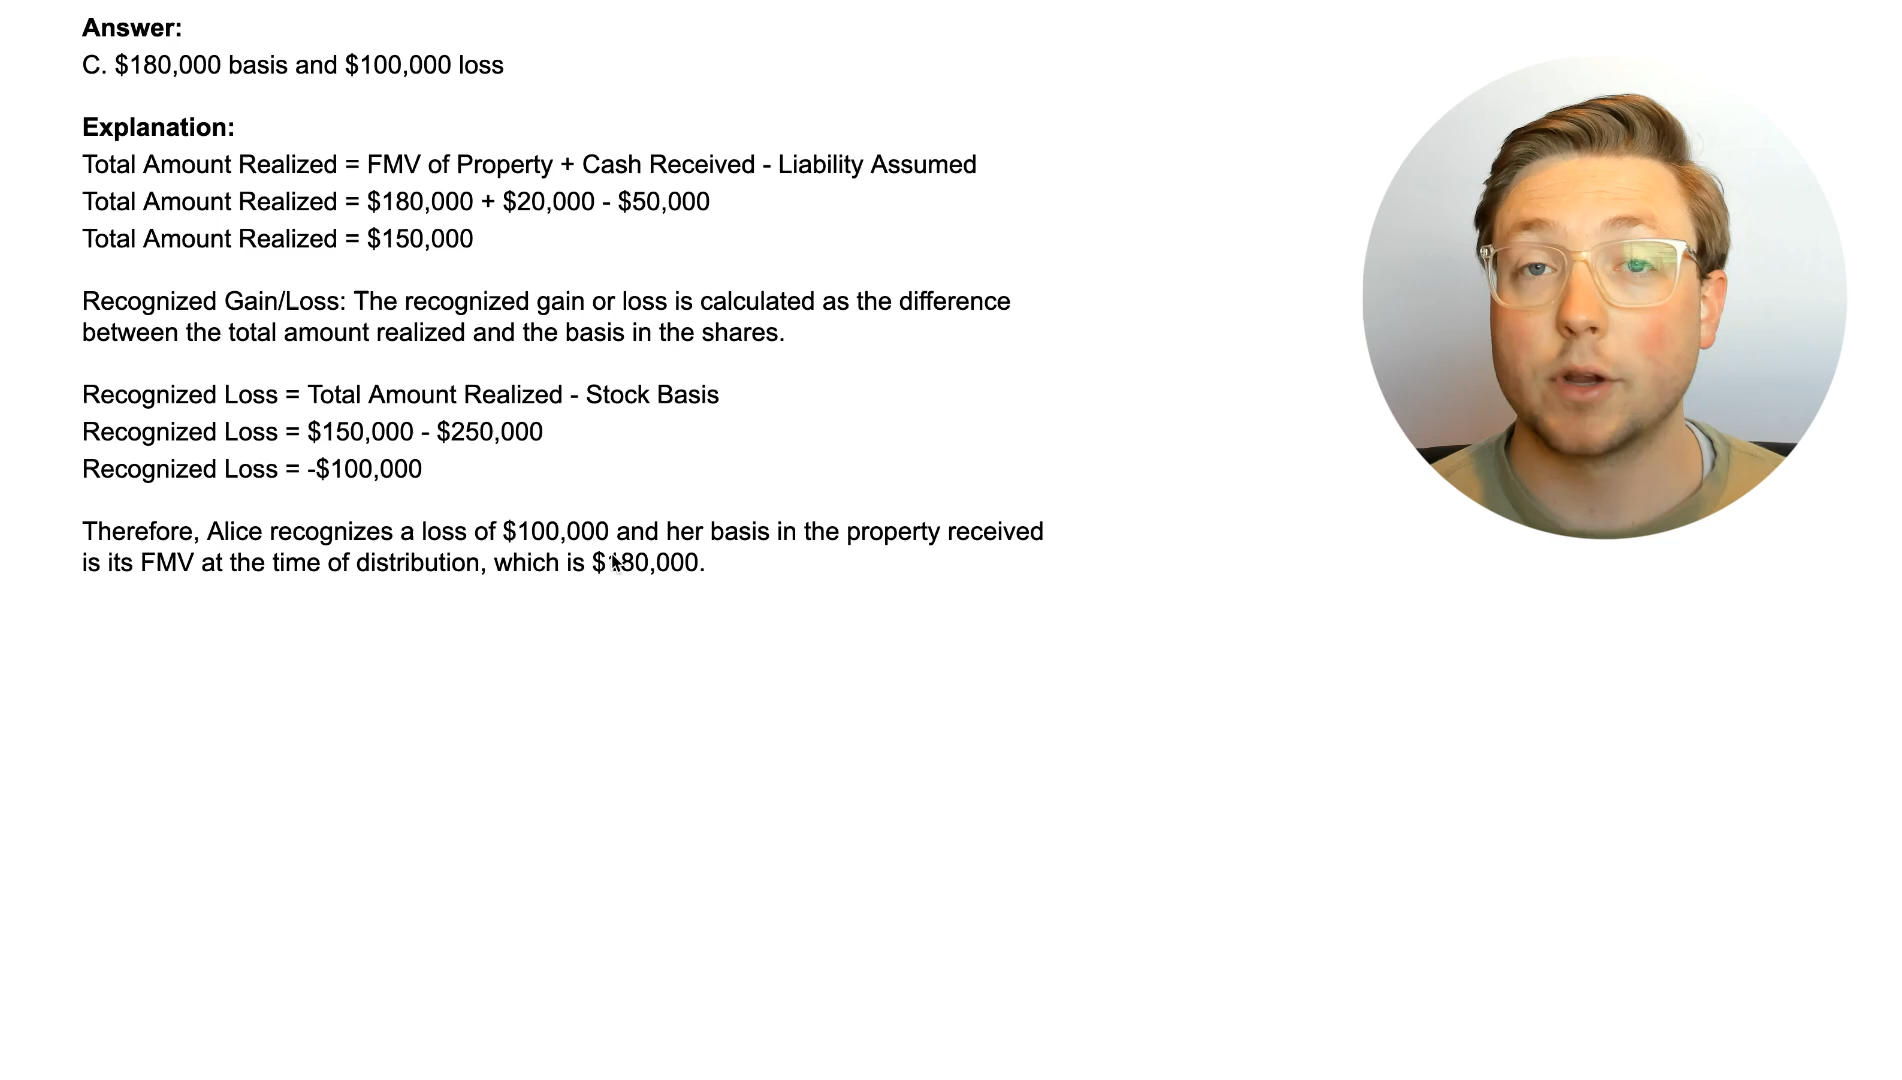 Answer:
C. $180,000 basis and $100,000 loss
Explanation:
Total Amount Realized = FMV of Property + Cash Received - Liability Assumed
Total Amount Realized = $180,000 + $20,000 - $50,000
Total Amount Realized = $150,000
Recognized Gain/Loss: The recognized gain or loss is calculated as the difference
between the total amount realized and the basis in the shares.
Recognized Loss = Total Amount Realized - Stock Basis
Recognized Loss = $150,000 - $250,000
Recognized Loss = -$100,000
Therefore, Alice recognizes a loss of $100,000 and her basis in the property received
is its FMV at the time of distribution, which is $180,000.